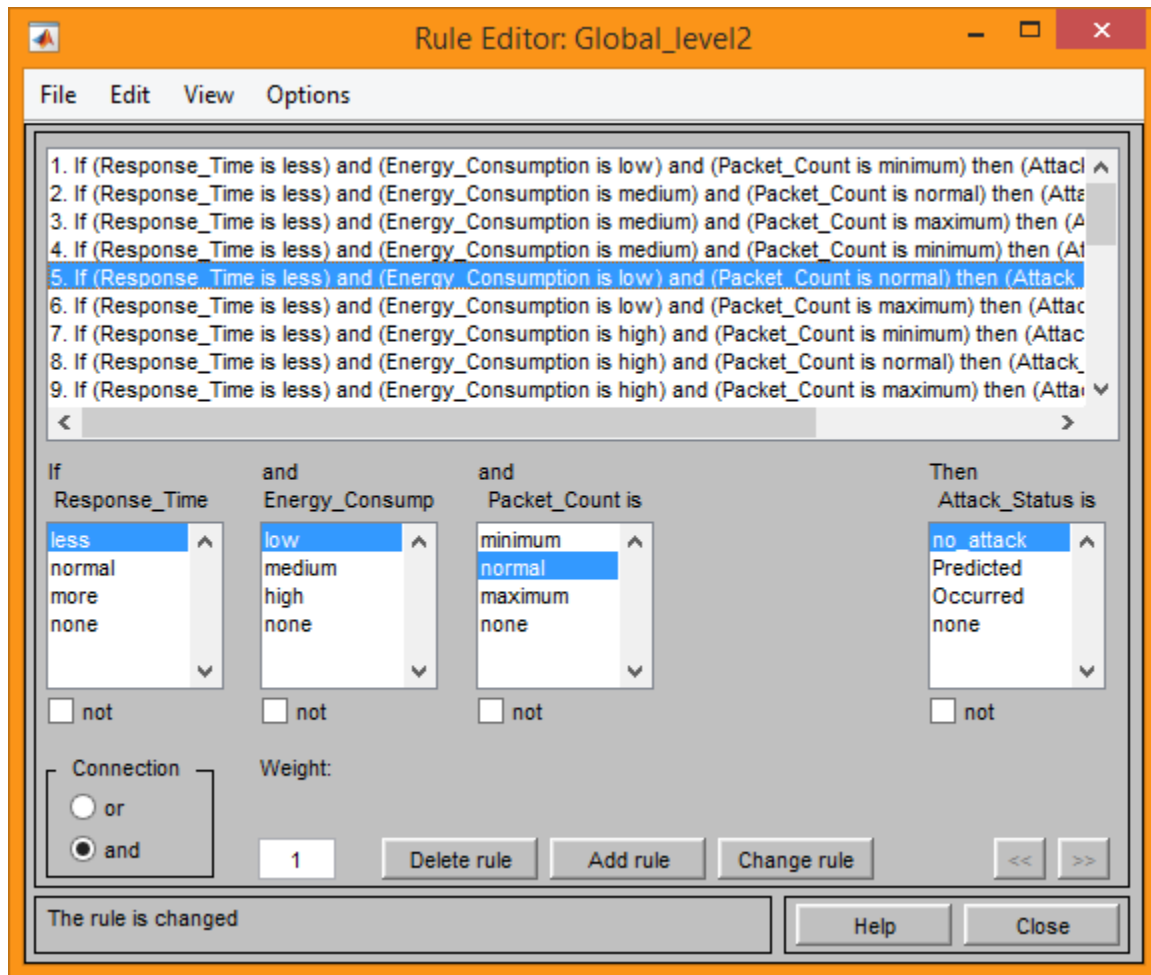 Rule Editor: Global_level2
File Edit View Options
1. If (Response_Time is less) and (Energy_Consumption is low) and (Packet_Count is minimum) then (Attack
2. If (Response_Time is less) and (Energy_Consumption is medium) and (Packet_Count is normal) then (Atta
3. If (Response_Time is less) and (Energy_Consumption is medium) and (Packet_Count is maximum) then (A
4. If (Response_Time is less) and (Energy_Consumption is medium) and (Packet_Count is minimum) then (At
5. If (Response_Time is less) and (Energy_Consumption is low) and (Packet_Count is normal) then (Attack_
6. If (Response_Time is less) and (Energy_Consumption is low) and (Packet_Count is maximum) then (Attac
7. If (Response_Time is less) and (Energy_Consumption is high) and (Packet_Count is minimum) then (Attac
8. If (Response_Time is less) and (Energy_Consumption is high) and (Packet_Count is normal) then (Attack_
9. If (Response_Time is less) and (Energy_Consumption is high) and (Packet_Count is maximum) then (Atta
If and and Then
Response_Time Energy_Consump Packet_Count is Attack_Status is
less low minimum no_attack
normal medium normal Predicted
more high maximum Occurred
none none none none
not not not not
Connection Weight:
or
and 1 Delete rule Add rule Change rule << >>
The rule is changed Help Close